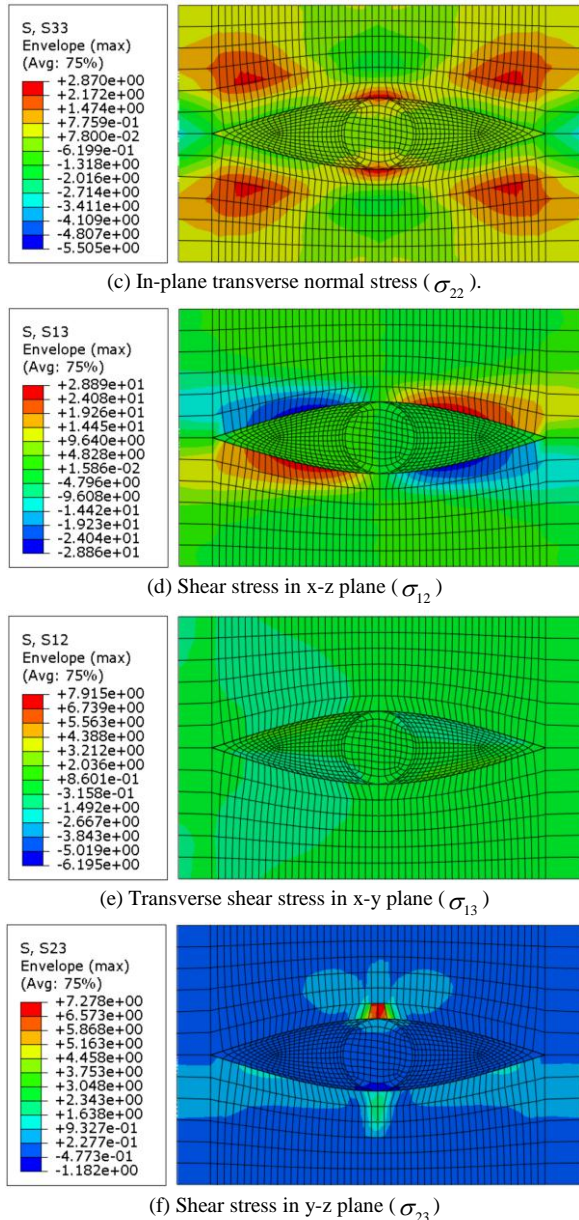 S, S33
Envelope (max)
(Avg: 75%)
+2.870e+00
+2.172e+00
+1.474e+00
+7.759e-01
+7.800e-02
-6.199e-01
-1.318e+00
-2.016e+00
-2.714e+00
-3.411e+00
-4.109e+00
-4.807e+00
-5.505e+00
(c) In-plane transverse normal stress ( σ22 ).
S, S13
Envelope (max)
(Avg: 75%)
+2.889e+01
+2.408e+01
+1.926e+01
+1.445e+01
+9.640e+00
+4.828e+00
+1.586e-02
-4.796e+00
-9.608e+00
-1.442e+01
-1.923e+01
-2.404e+01
-2.886e+01
(d) Shear stress in x-z plane ( σ12 )
S, S12
Envelope (max)
(Avg: 75%)
+7.915e+00
+6.739e+00
+5.563e+00
+4.388e+00
+3.212e+00
+2.036e+00
+8.601e-01
-3.158e-01
-1.492e+00
-2.667e+00
-3.843e+00
-5.019e+00
-6.195e+00
(e) Transverse shear stress in x-y plane ( σ13 )
S, S23
Envelope (max)
(Avg: 75%)
+7.278e+00
+6.573e+00
+5.868e+00
+5.163e+00
+4.458e+00
+3.753e+00
+3.048e+00
+2.343e+00
+1.638e+00
+9.327e-01
+2.277e-01
-4.773e-01
-1.182e+00
(f) Shear stress in y-z plane ( σ23 )